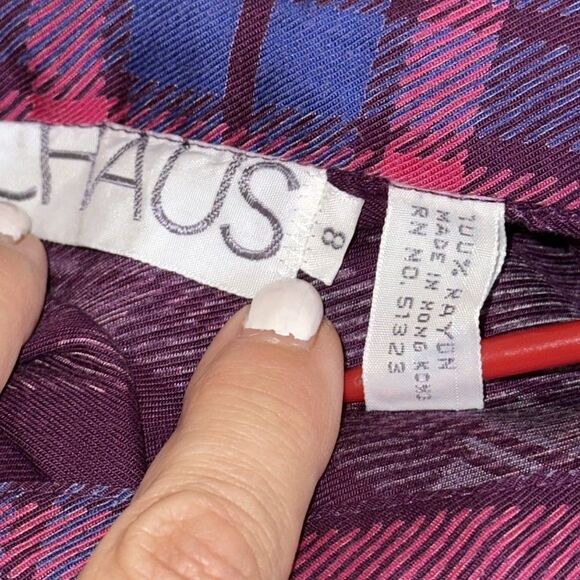 CHAUS
8
100% RAYON
MADE IN HONG KONG
RN NO. 51323